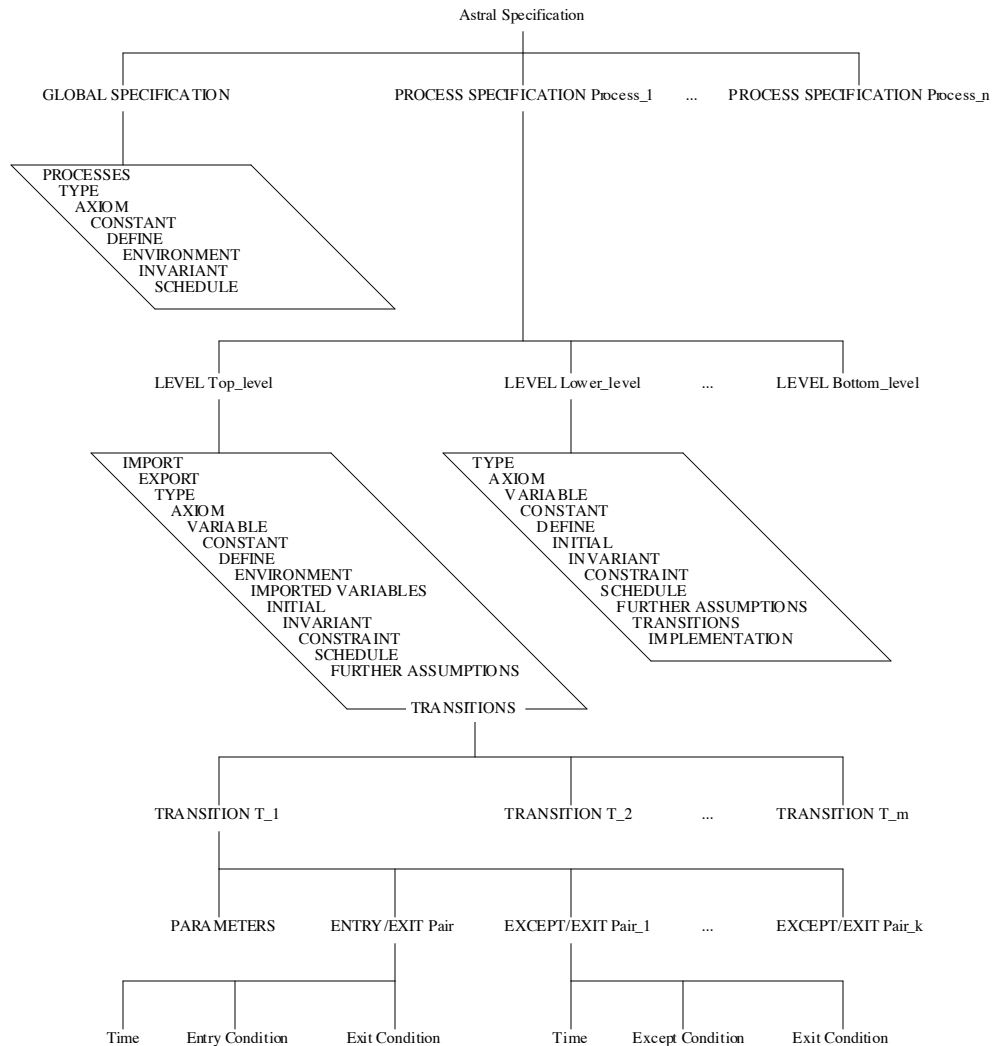 Astral Specification
GLOBAL SPECIFICATION PROCESS SPECIFICATION Process_1 ... PROCESS SPECIFICATION Process_n
PROCESSES
TYPE
AXIOM
CONSTANT
DEFINE
ENVIRONMENT
INVARIANT
SCHEDULE
LEVEL Top_level LEVEL Lower_level ... LEVEL Bottom_level
IMPORT
EXPORT
TYPE
AXIOM
VARIABLE
CONSTANT
DEFINE
ENVIRONMENT
IMPORTED VARIABLES
INITIAL
INVARIANT
CONSTRAINT
SCHEDULE
FURTHER ASSUMPTIONS
TRANSITIONS
TYPE
AXIOM
VARIABLE
CONSTANT
DEFINE
INITIAL
INVARIANT
CONSTRAINT
SCHEDULE
FURTHER ASSUMPTIONS
TRANSITIONS
IMPLEMENTATION
TRANSITION T_1 TRANSITION T_2 ... TRANSITION T_m
PARAMETERS ENTRY/EXIT Pair EXCEPT/EXIT Pair_1 ... EXCEPT/EXIT Pair_k
Time Entry Condition Exit Condition Time Except Condition Exit Condition